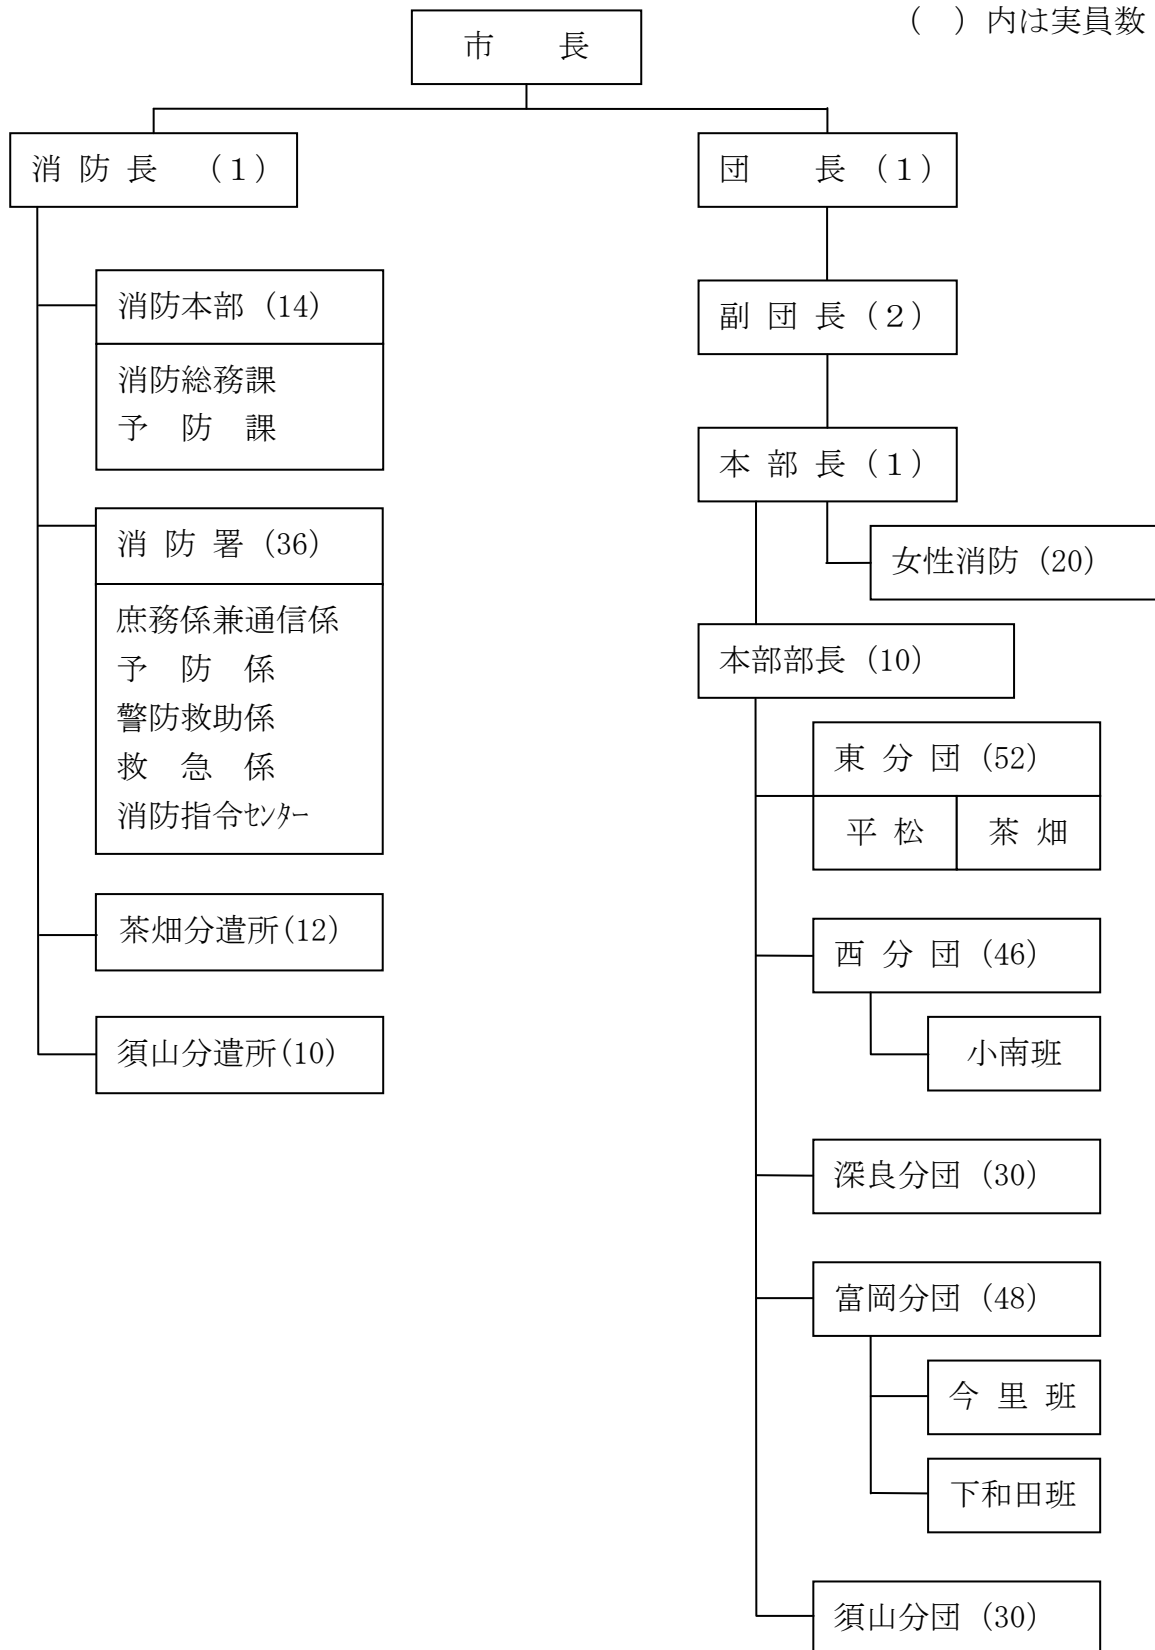 （　）内は実員数
市　　長
消 防 長　（１）
消防本部（14）
消防総務課
予　防　課
消 防 署（36）
庶務係兼通信係
予　防　係
警防救助係
救　急　係
消防指令ｾﾝﾀｰ
茶畑分遣所(12)
須山分遣所(10)
団　　長（１）
副 団 長（２）
本 部 長（１）
女性消防（20）
本部部長（10）
東 分 団（52）
平 松
茶 畑
西 分 団（46）
小南班
深良分団（30）
富岡分団（48）
今 里 班
下和田班
須山分団（30）